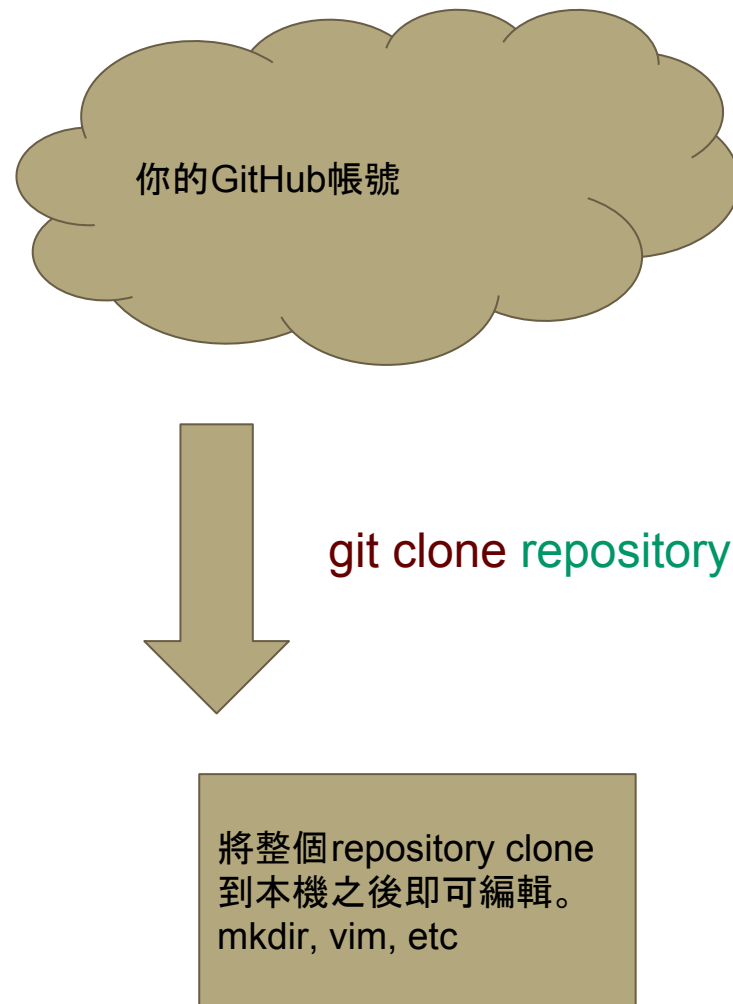 你的GitHub帳號
git clone repository
將整個repository clone
到本機之後即可編輯。
mkdir, vim, etc